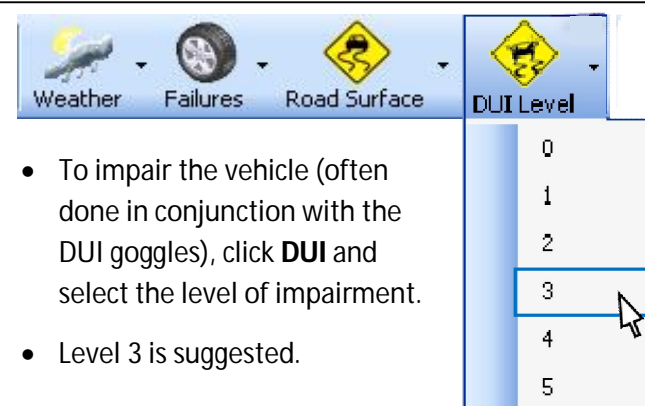 Weather Failures Road Surface DUI Level
0
1
2
3
4
5
• To impair the vehicle (often
done in conjunction with the
DUI goggles), click DUI and
select the level of impairment.
• Level 3 is suggested.